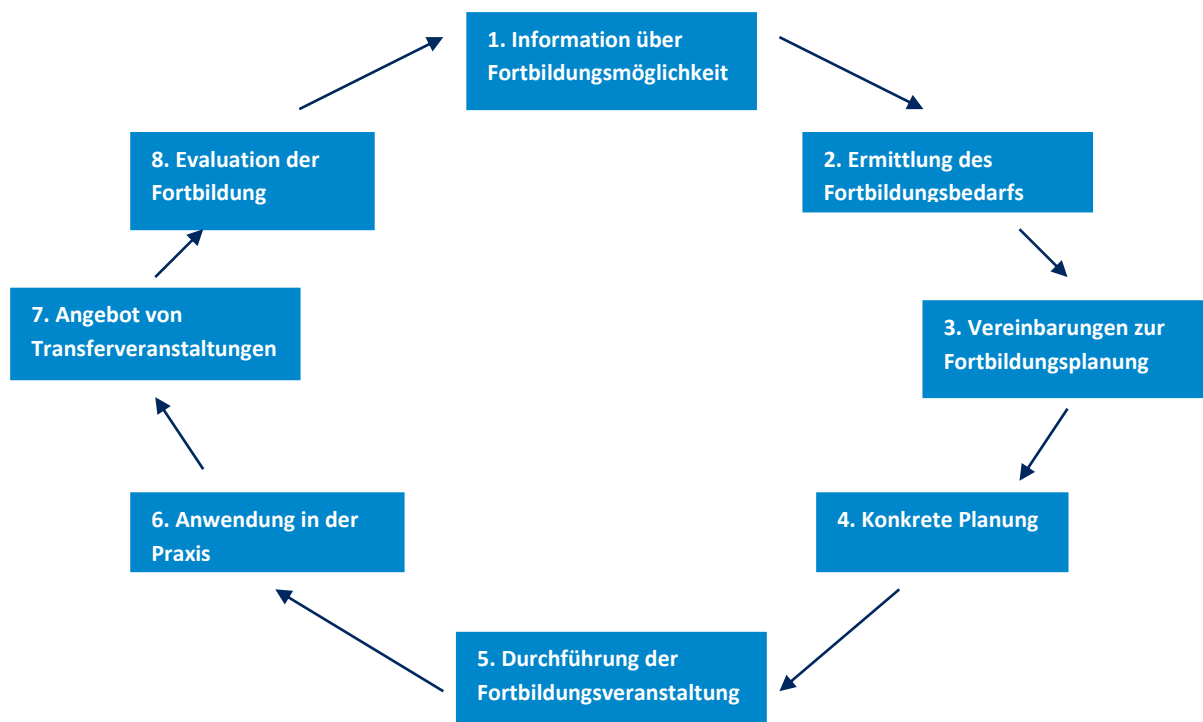 1. Information über
Fortbildungsmöglichkeit
2. Ermittlung des
Fortbildungsbedarfs
3. Vereinbarungen zur
Fortbildungsplanung
4. Konkrete Planung
5. Durchführung der
Fortbildungsveranstaltung
6. Anwendung in der
Praxis
7. Angebot von
Transferveranstaltungen
8. Evaluation der
Fortbildung